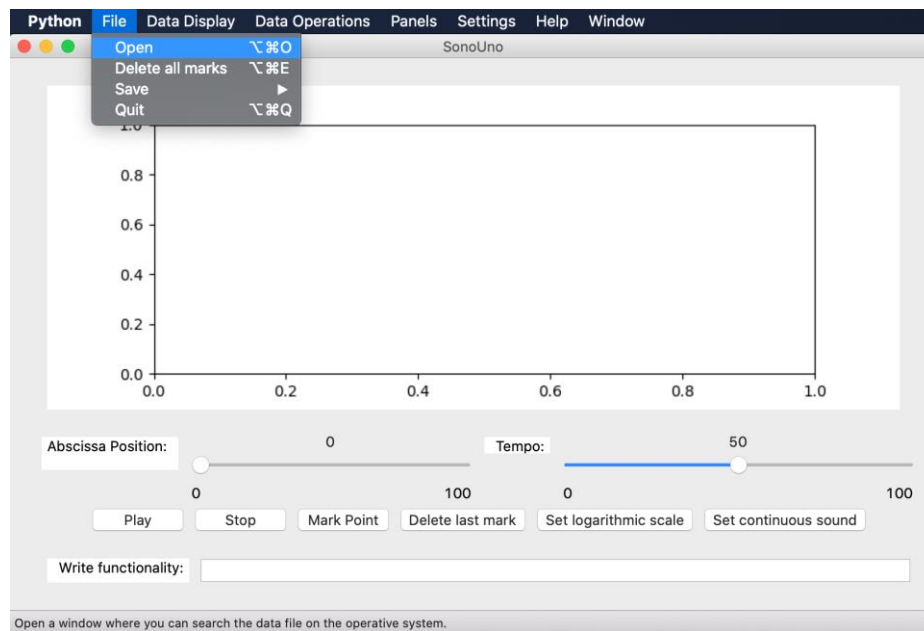 Python File Data Display Data Operations Panels Settings Help Window
SonoUno
Open ⌥⌘O
Delete all marks ⌥⌘E
Save ▶
Quit ⌥⌘Q
1.0
0.8
0.6
0.4
0.2
0.0
0.0 0.2 0.4 0.6 0.8 1.0
Abscissa Position: 0 Tempo: 50
0 100 0 100
Play Stop Mark Point Delete last mark Set logarithmic scale Set continuous sound
Write functionality:
Open a window where you can search the data file on the operative system.